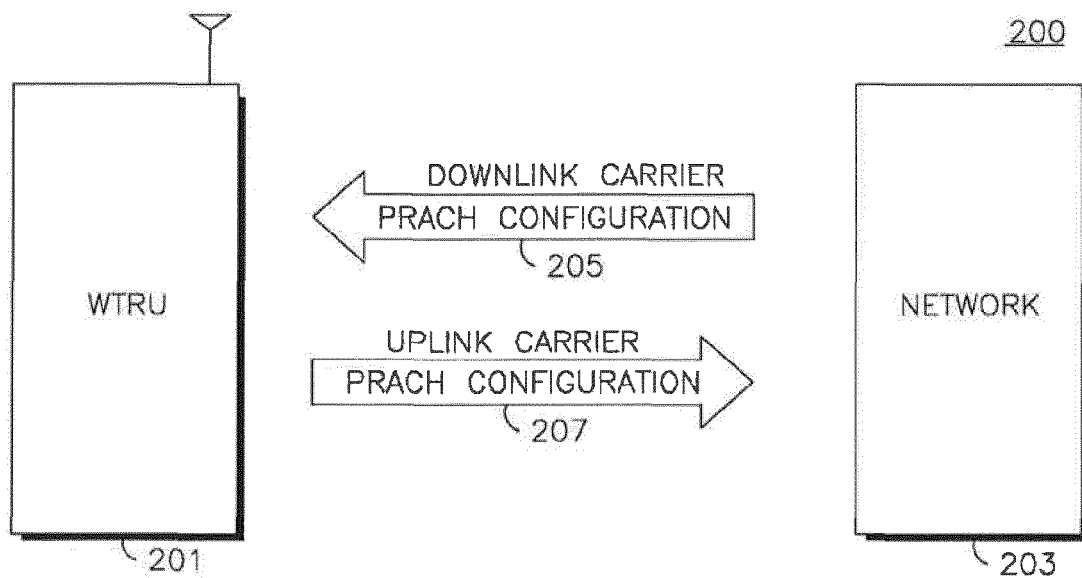 200
DOWNLINK CARRIER
PRACH CONFIGURATION
205
WTRU
NETWORK
UPLINK CARRIER
PRACH CONFIGURATION
207
201
203